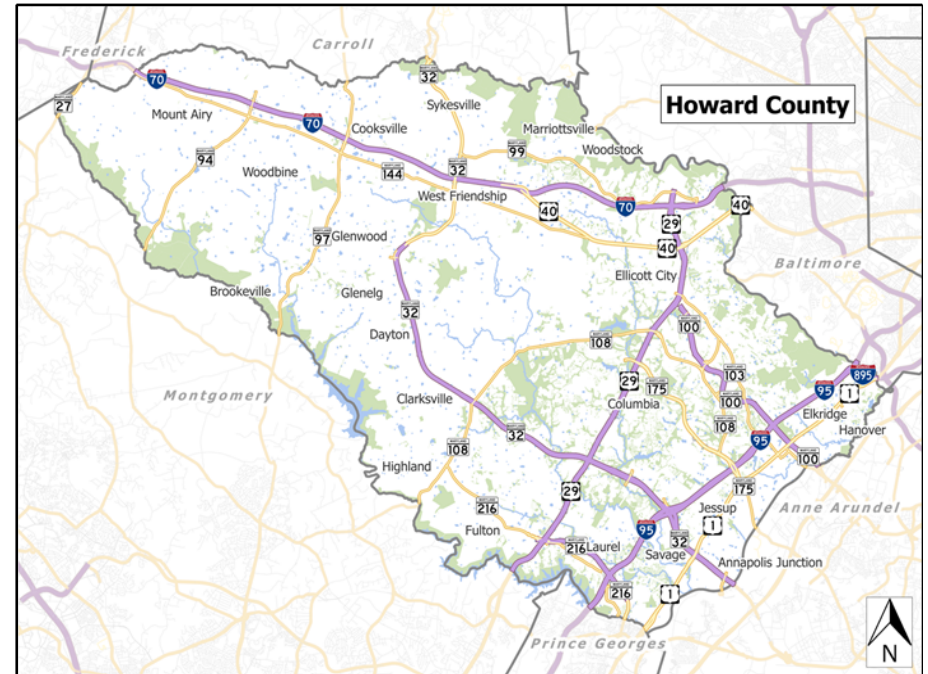 Frederick
Carroll
70
32
27
Howard County
Sykesville
Mount Airy
70
Cooksville
Marriottsville
99
Woodstock
94
Woodbine
144
32
West Friendship
70
40
40
29
97
Glenwood
40
Baltimore
Ellicott City
Brookeville
Glenelg
32
Dayton
100
108
895
103
95
29
175
1
Montgomery
Clarksville
Columbia
100
Elkridge
108
Hanover
32
95
108
100
Highland
29
175
216
Jessup
Anne Arundel
95
1
Fulton
32
216
Laurel
Savage
Annapolis Junction
216
1
Prince Georges
N